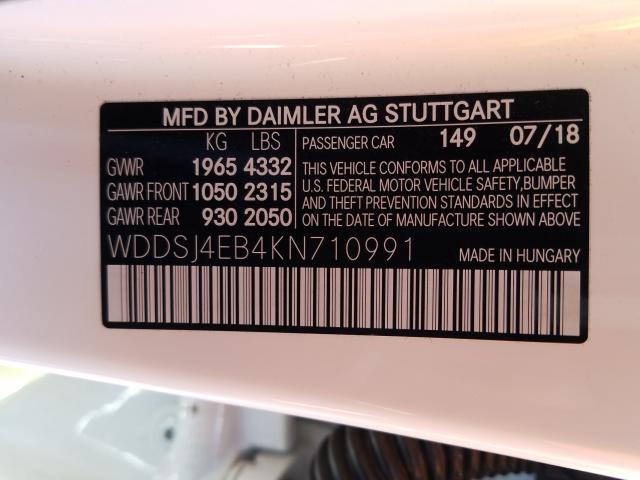 MFD BY DAIMLER AG STUTTGART
KG LBS
GVWR 1965 4332
GAWR FRONT 1050 2315
GAWR REAR 930 2050
PASSENGER CAR 149 07/18
THIS VEHICLE CONFORMS TO ALL APPLICABLE
U.S. FEDERAL MOTOR VEHICLE SAFETY, BUMPER
AND THEFT PREVENTION STANDARDS IN EFFECT
ON THE DATE OF MANUFACTURE SHOWN ABOVE
WDDSJ4EB4KN710991 MADE IN HUNGARY